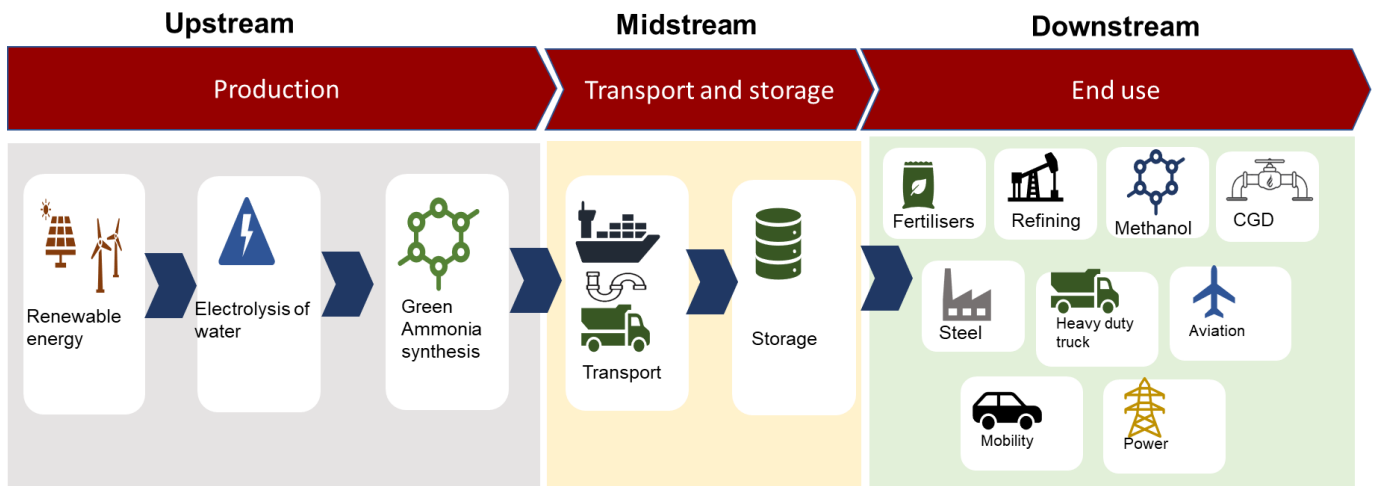 Upstream
Midstream
Downstream
Production
Transport and storage
End use
Renewable
energy
Electrolysis of
water
Green
Ammonia
synthesis
Transport
Storage
Fertilisers
Refining
Methanol
CGD
Steel
Heavy duty
truck
Aviation
Mobility
Power